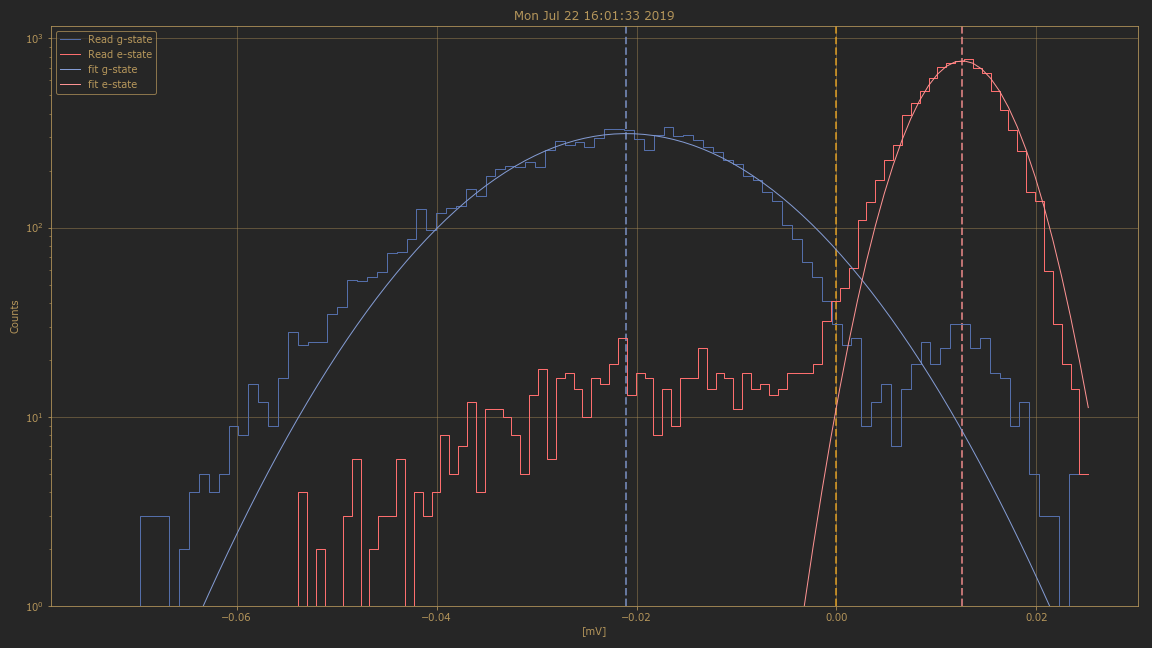 Mon Jul 22 16:01:33 2019
Read g-state
Read e-state
fit g-state
fit e-state
10³
10²
10¹
10⁰
Counts
−0.06 −0.04 −0.02 0.00 0.02
[mV]